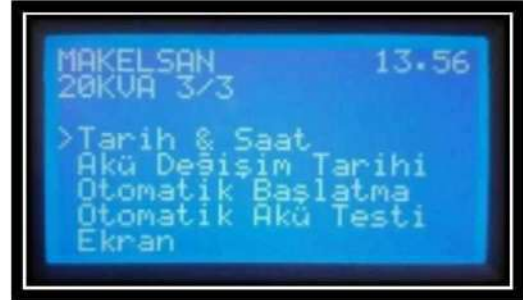 MAKELSAN 13.56
20KVA 3/3
>Tarih & Saat
Akü Değişim Tarihi
Otomatik Başlatma
Otomatik Akü Testi
Ekran